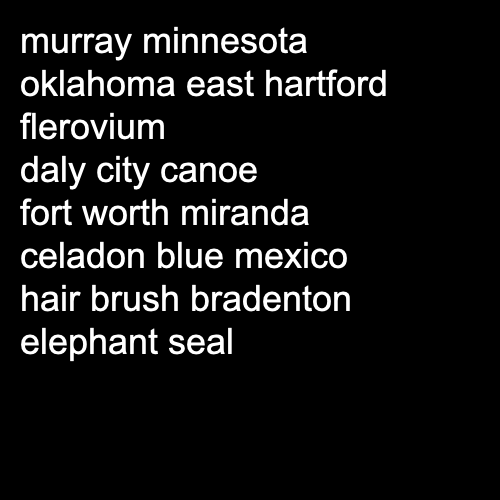 murray minnesota
oklahoma east hartford
flerovium
daly city canoe
fort worth miranda
celadon blue mexico
hair brush bradenton
elephant seal